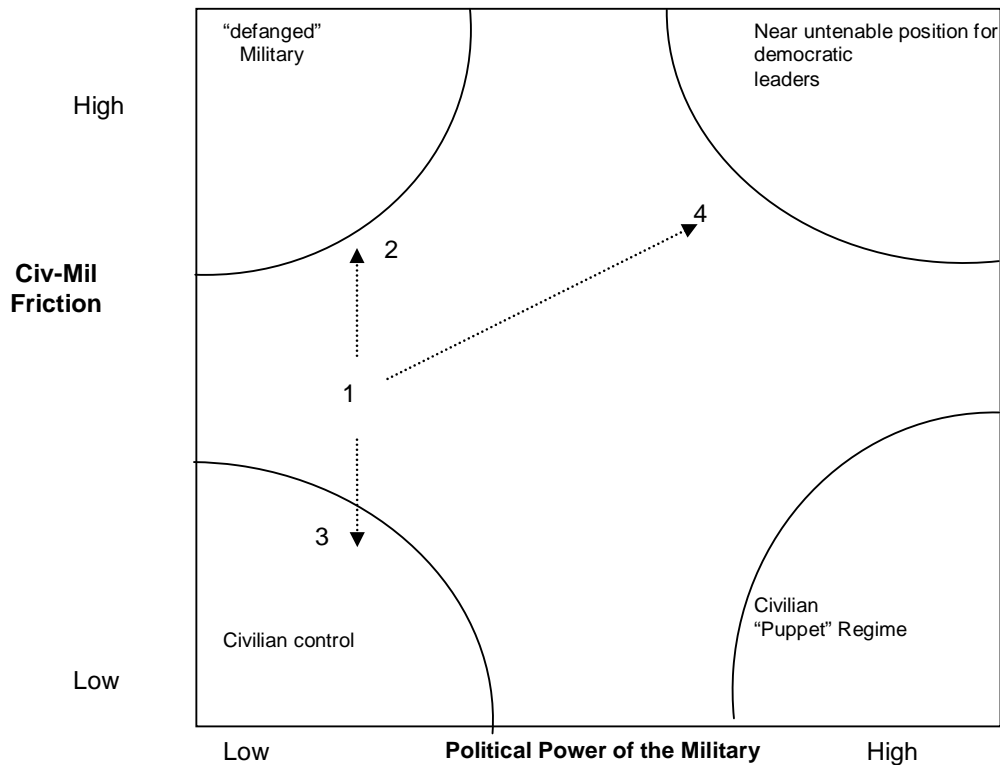 “defanged”
Military
Near untenable position for
democratic
leaders
High
4
2
Civ-Mil
Friction
1
3
Civilian
“Puppet” Regime
Civilian control
Low
Low
Political Power of the Military
High